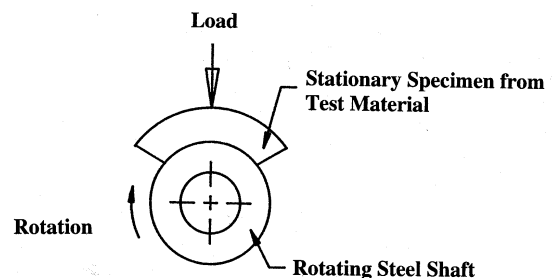 Load
Stationary Specimen from
Test Material
Rotation
Rotating Steel Shaft